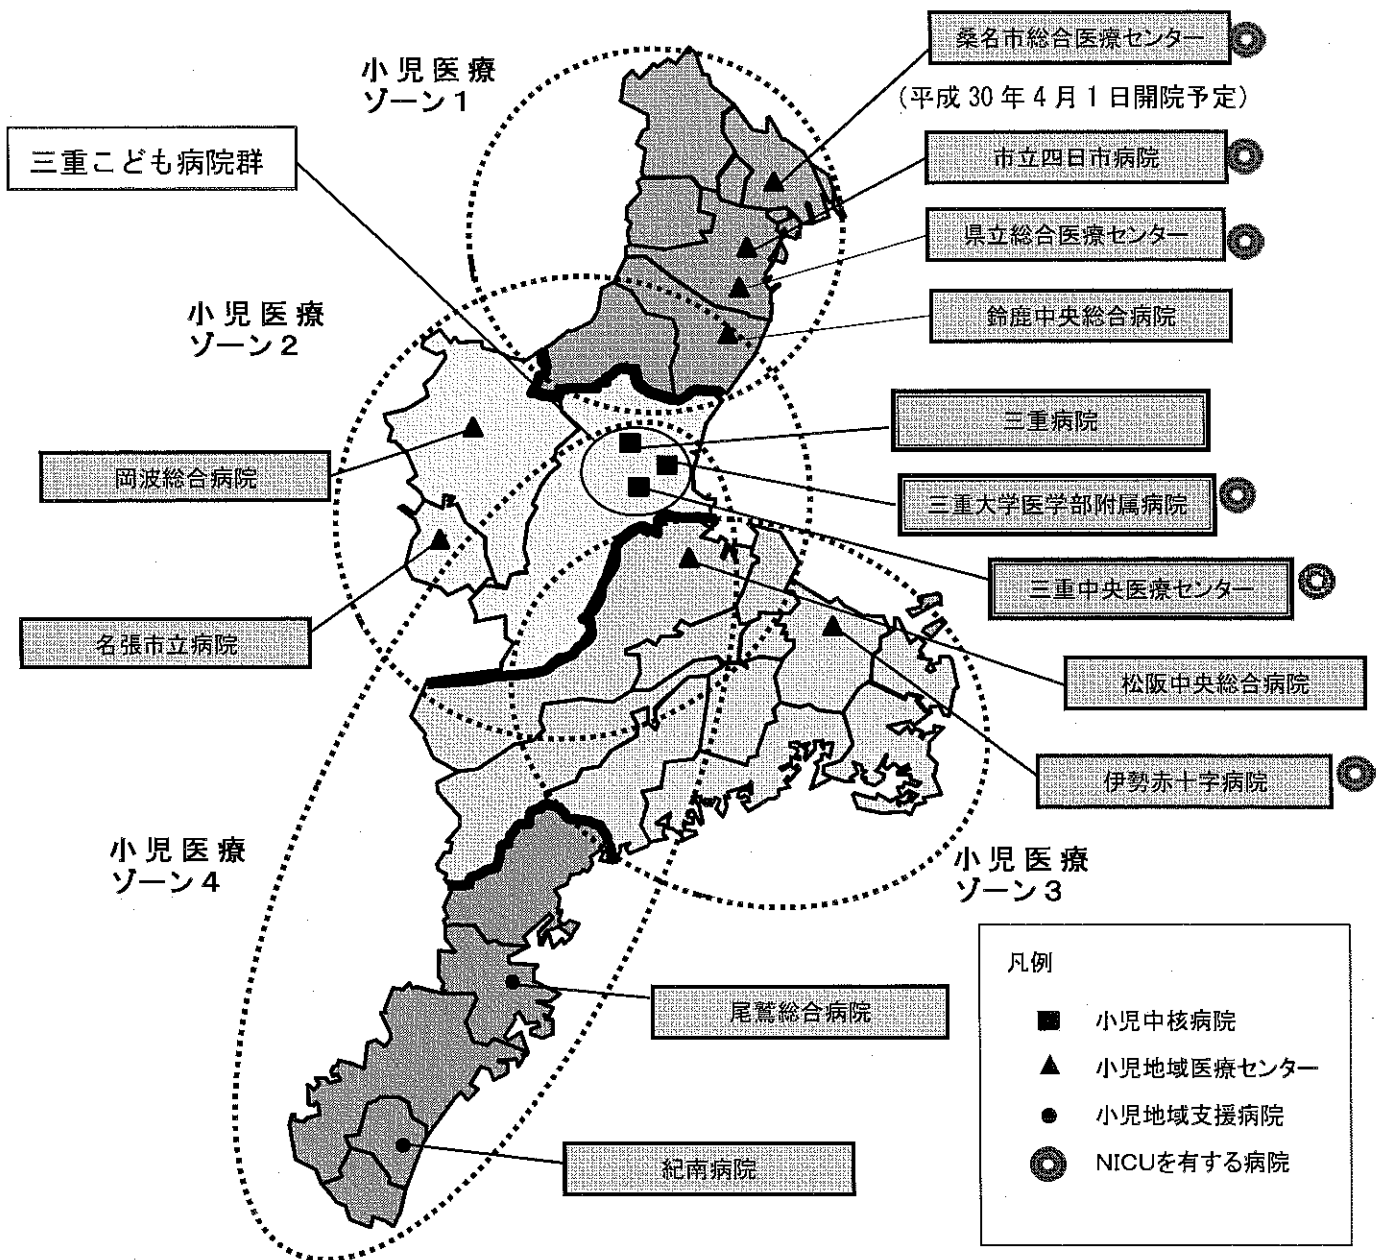 桑名市総合医療センター
小児医療
ゾーン１
(平成 30 年 4 月 1 日開院予定)
三重こども病院群
市立四日市病院
県立総合医療センター
小児医療
ゾーン２
鈴鹿中央総合病院
三重病院
岡波総合病院
三重大学医学部附属病院
三重中央医療センター
名張市立病院
松阪中央総合病院
伊勢赤十字病院
小児医療
ゾーン４
小児医療
ゾーン３
凡例
尾鷲総合病院
小児中核病院
小児地域医療センター
小児地域支援病院
紀南病院
NICUを有する病院